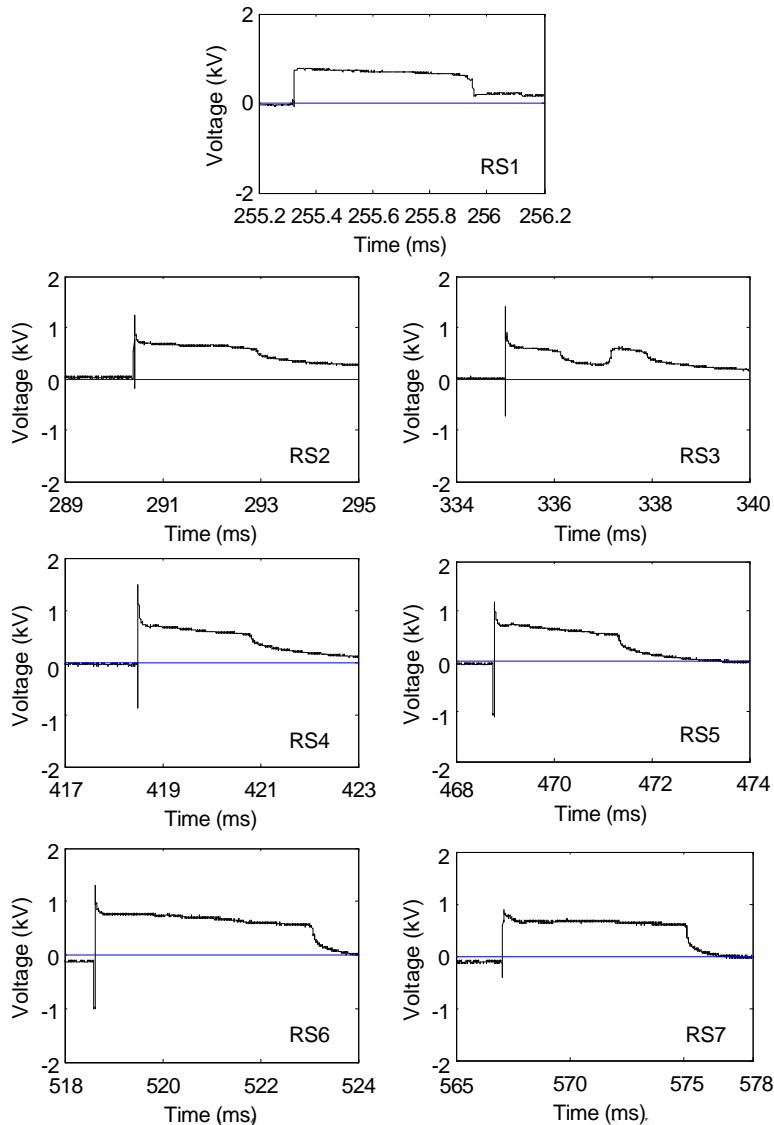 2
Voltage (kV)
0
RS1
-2
255.2 255.4 255.6 255.8 256 256.2
Time (ms)
2 2
1 1
Voltage (kV) Voltage (kV)
0 0
-1 -1
RS2 RS3
-2 -2
289 291 293 295 334 336 338 340
Time (ms) Time (ms)
2 2
1 1
Voltage (kV) Voltage (kV)
0 0
-1 -1
RS4 RS5
-2 -2
417 419 421 423 468 470 472 474
Time (ms) Time (ms)
2 2
1 1
Voltage (kV) Voltage (kV)
0 0
-1 -1
RS6 RS7
-2 -2
518 520 522 524 565 570 575 578
Time (ms) Time (ms)